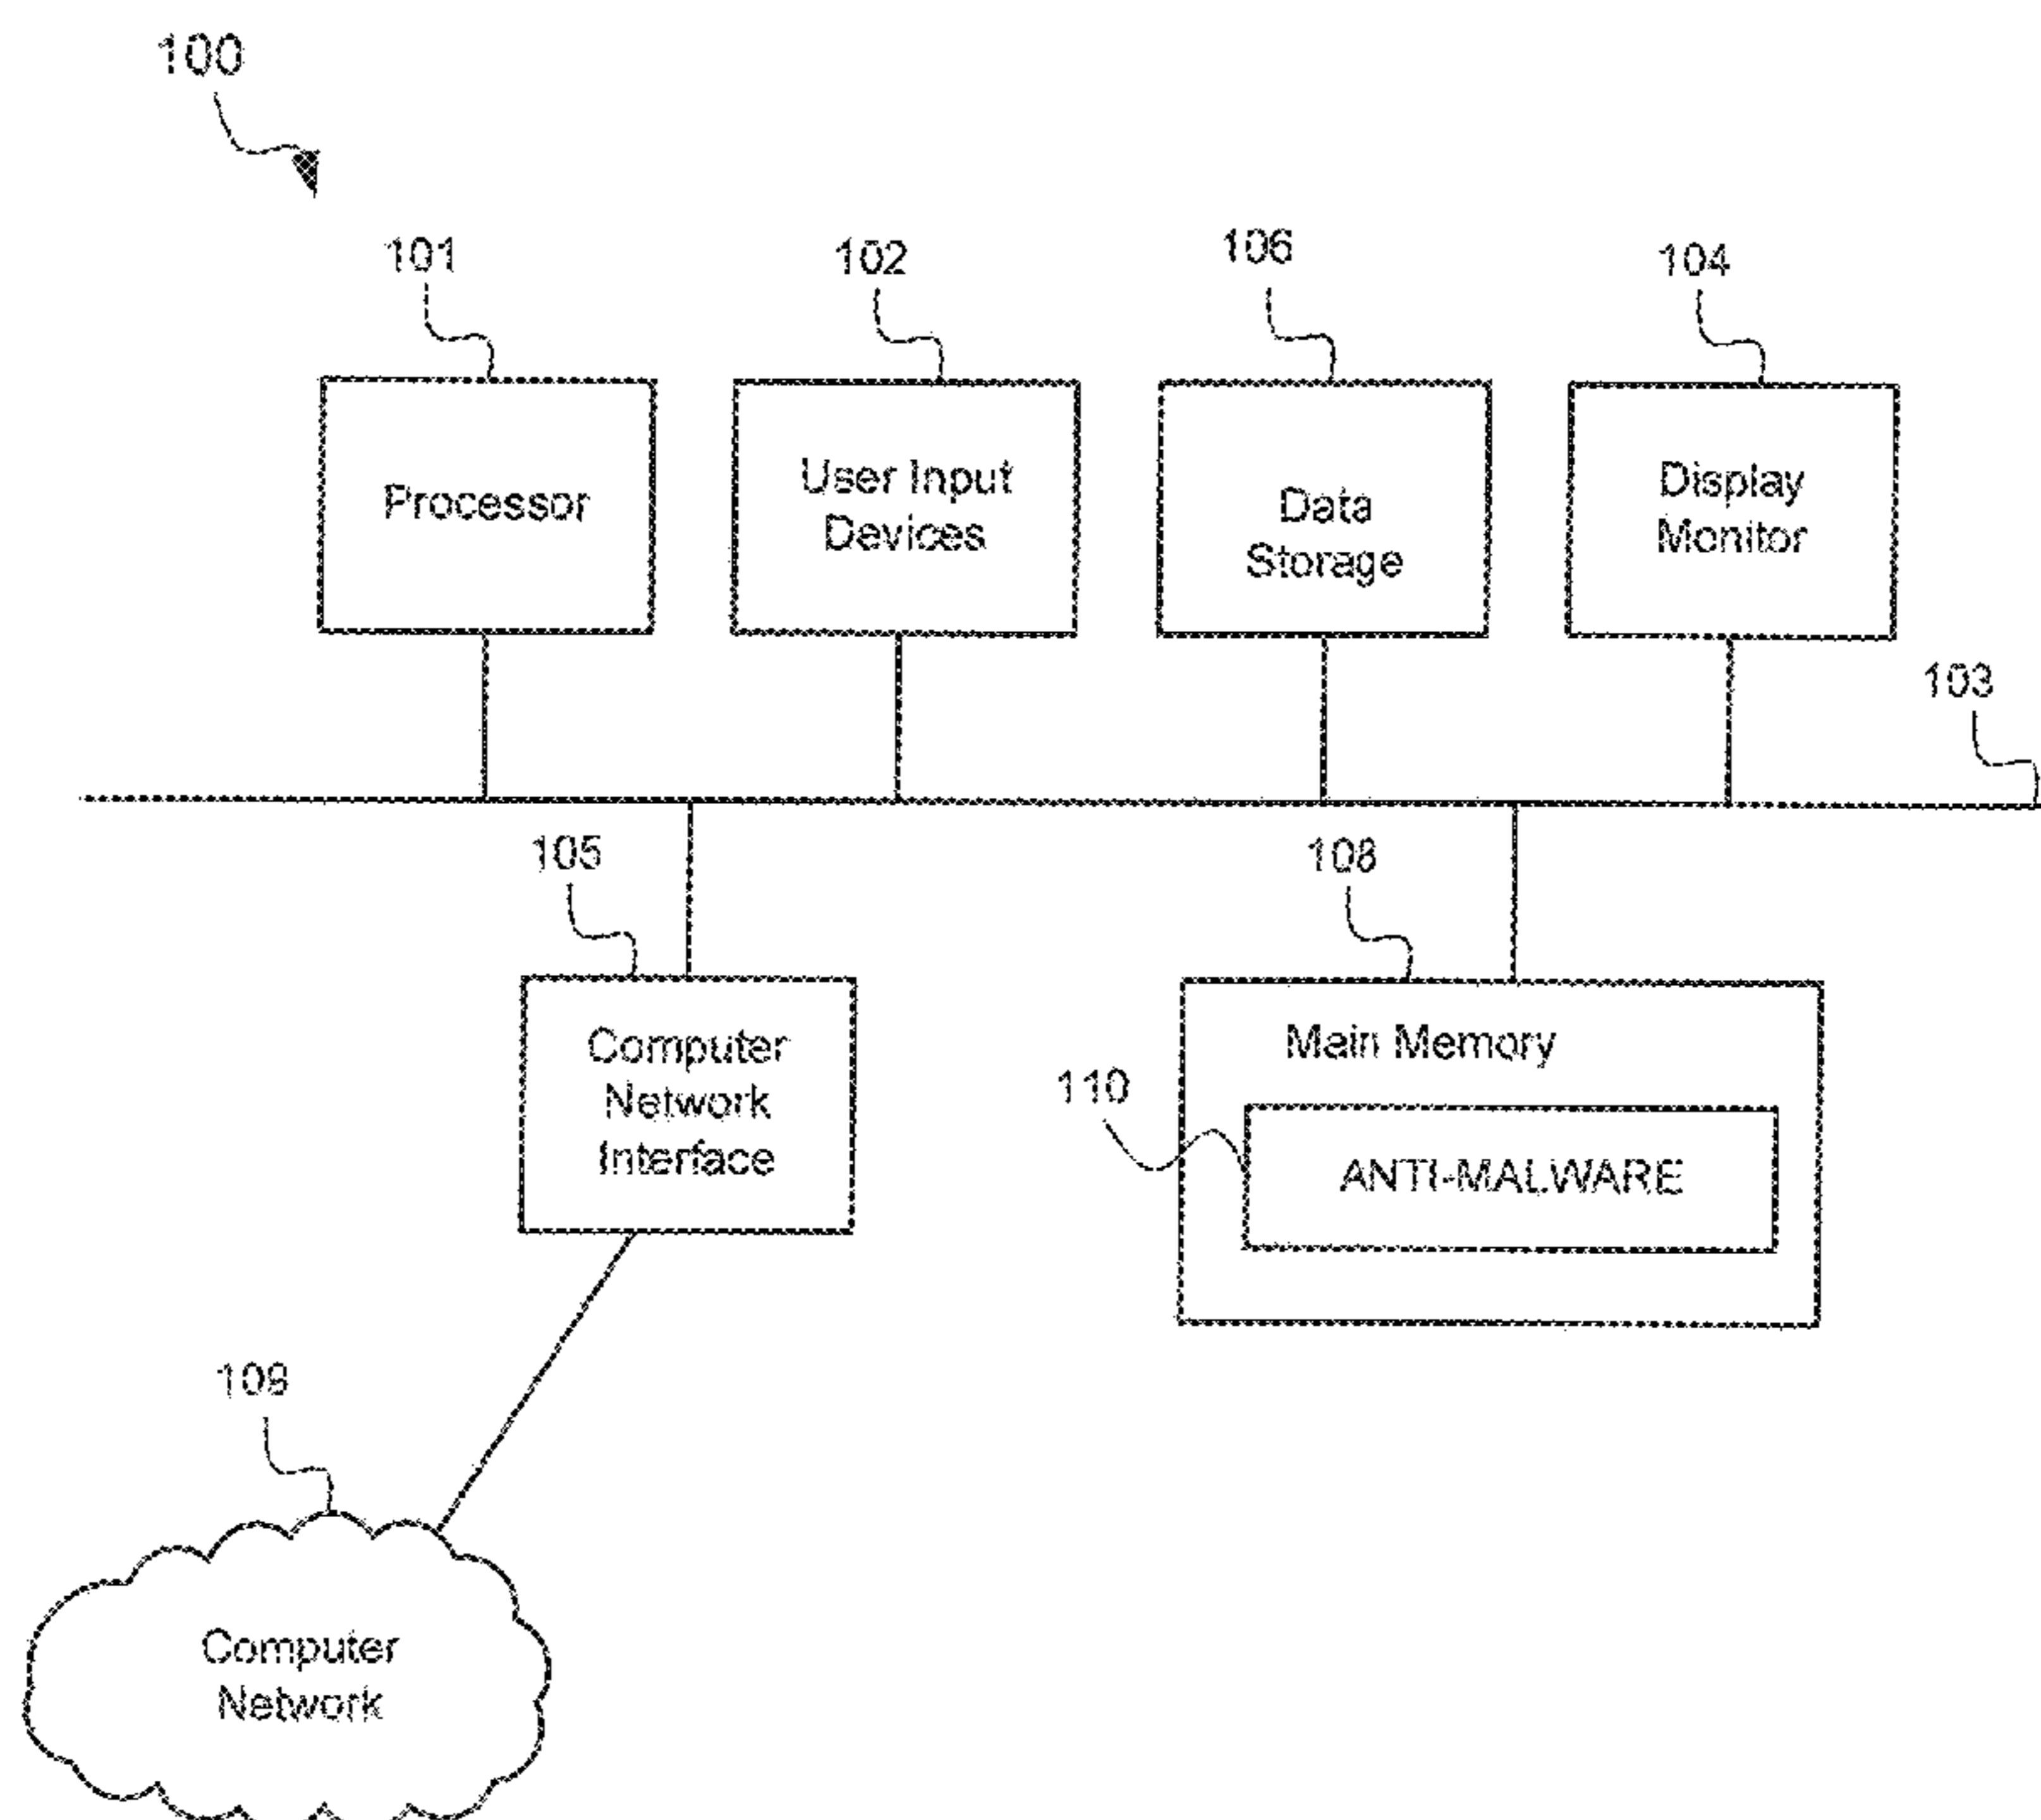 100
101
102
106
104
Processor
User Input
Devices
Data
Storage
Display
Monitor
103
105
108
Computer
Network
Interface
Main Memory
110
ANTI-MALWARE
109
Computer
Network